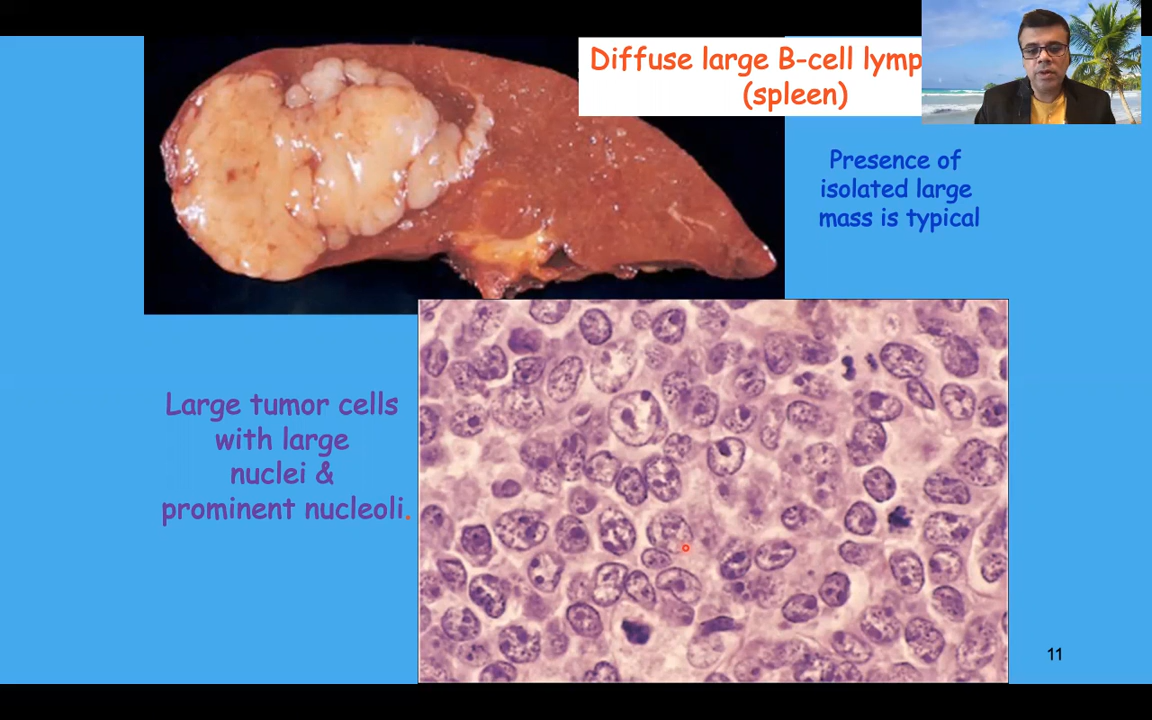 Diffuse large B-cell lymp
(spleen)
Presence of
isolated large
mass is typical
Large tumor cells
with large
nuclei &
prominent nucleoli.
11